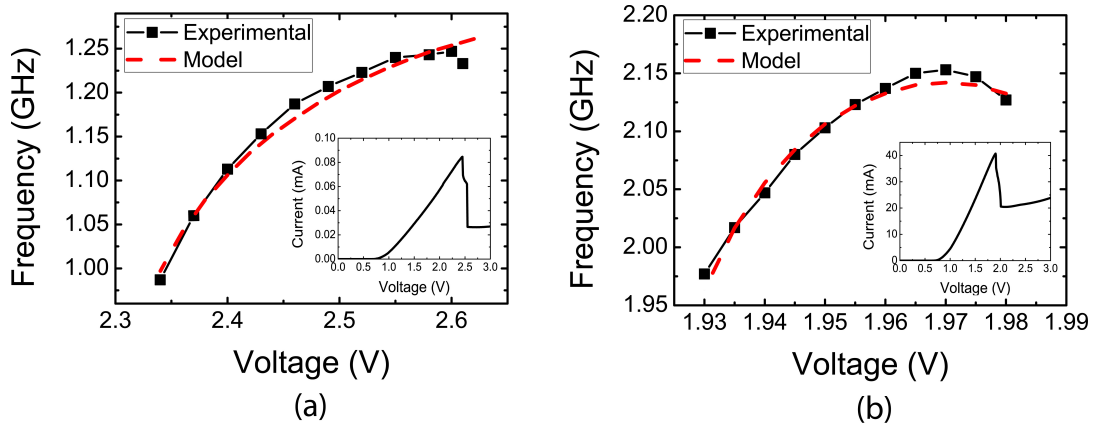 Experimental
Model
Frequency (GHz)
1.25
1.20
1.15
1.10
1.05
1.00
2.3 2.4 2.5 2.6
Voltage (V)
Current (mA)
0.10
0.08
0.06
0.04
0.02
0.00
0.0 0.5 1.0 1.5 2.0 2.5 3.0
Voltage (V)
(a)
Experimental
Model
Frequency (GHz)
2.20
2.15
2.10
2.05
2.00
1.95
1.93 1.94 1.95 1.96 1.97 1.98 1.99
Voltage (V)
Current (mA)
40
30
20
10
0
0.0 0.5 1.0 1.5 2.0 2.5 3.0
Voltage (V)
(b)